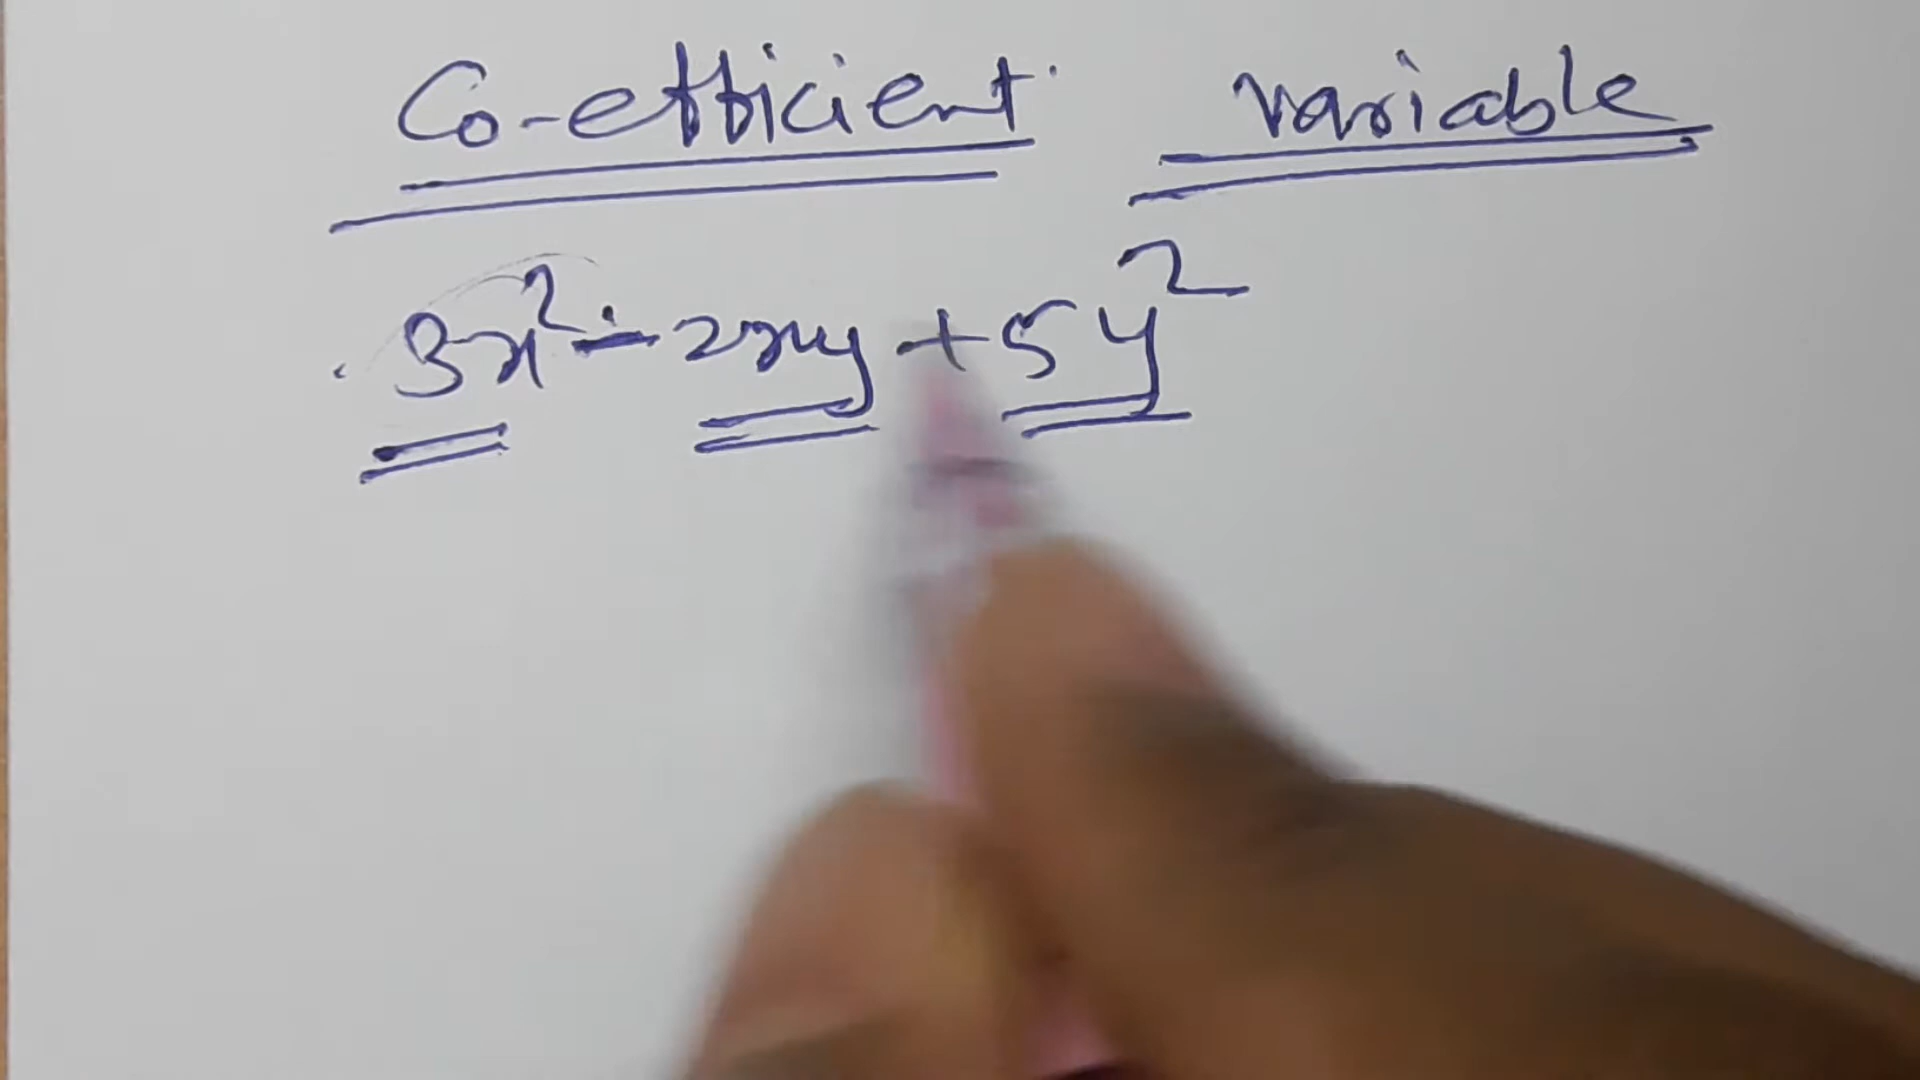 Co-efficient variable
3x² - 2xy + 5y²